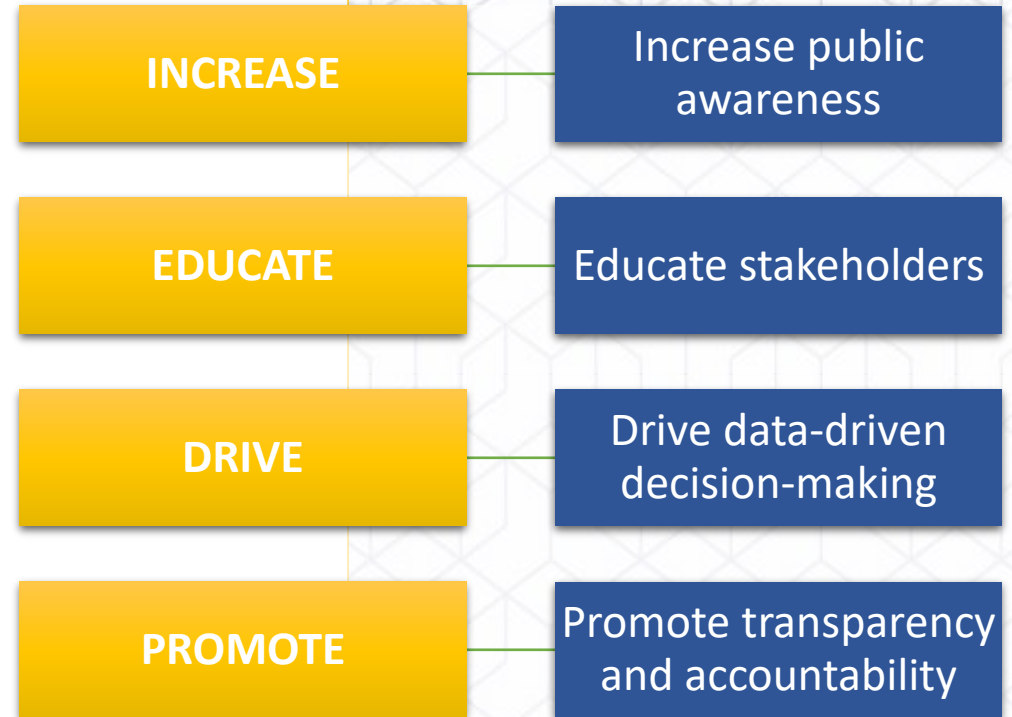 INCREASE
Increase public
awareness
EDUCATE
Educate stakeholders
DRIVE
Drive data-driven
decision-making
PROMOTE
Promote transparency
and accountability